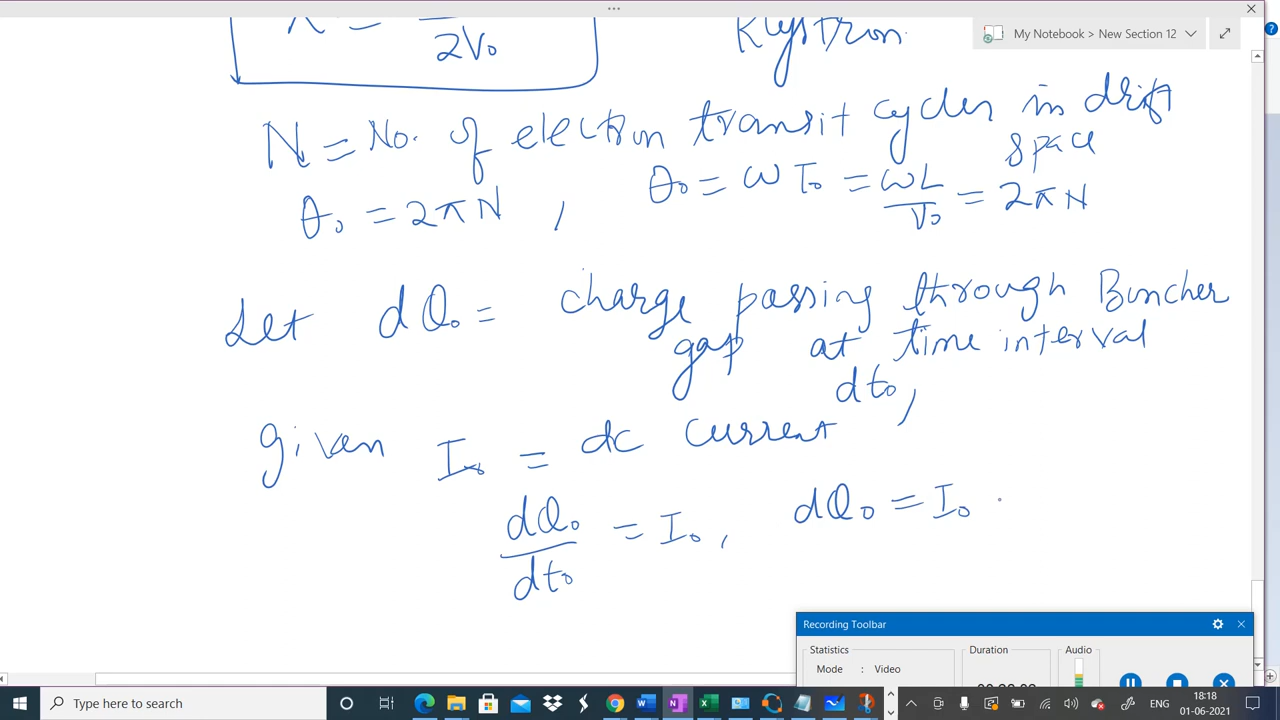 My Notebook > New Section 12
2V₀
Klystron
N = No. of electron transit cycles in drift
space
θ₀ = 2πN , θ₀ = ωT₀ = ωL/v₀ = 2πN
Let dQ₀ = charge passing through Buncher
gap at time interval
dt₀,
given I₀ = dc current
dQ₀/dt₀ = I₀, dQ₀ = I₀
Recording Toolbar
Statistics Duration Audio
Mode : Video
Type here to search
ENG
18:18
01-06-2021